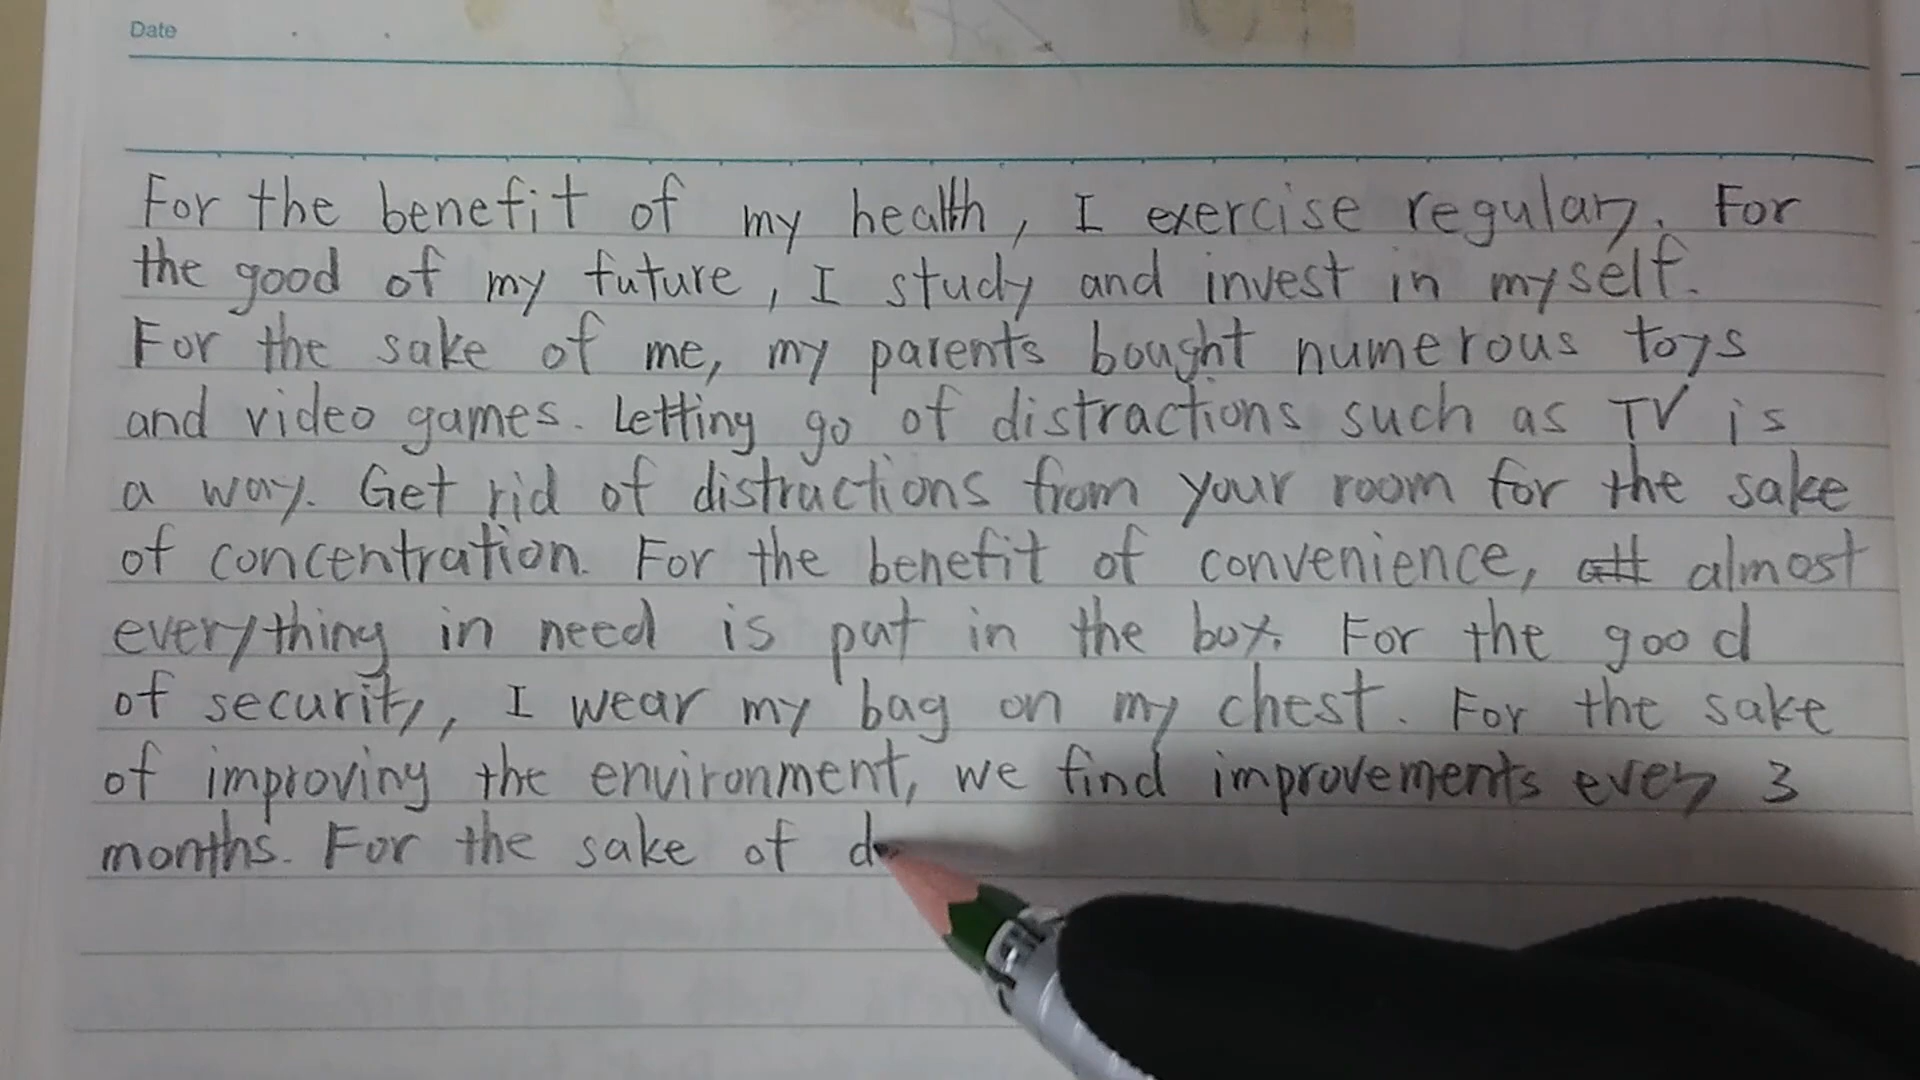 Date
For the benefit of my health, I exercise regulary. For
the good of my future, I study and invest in myself.
For the sake of me, my parents bought numerous toys
and video games. Letting go of distractions such as TV is
a way. Get rid of distractions from your room for the sake
of concentration. For the benefit of convenience, almost
everything in need is put in the box. For the good
of security, I wear my bag on my chest. For the sake
of improving the environment, we find improvements every 3
months. For the sake of d